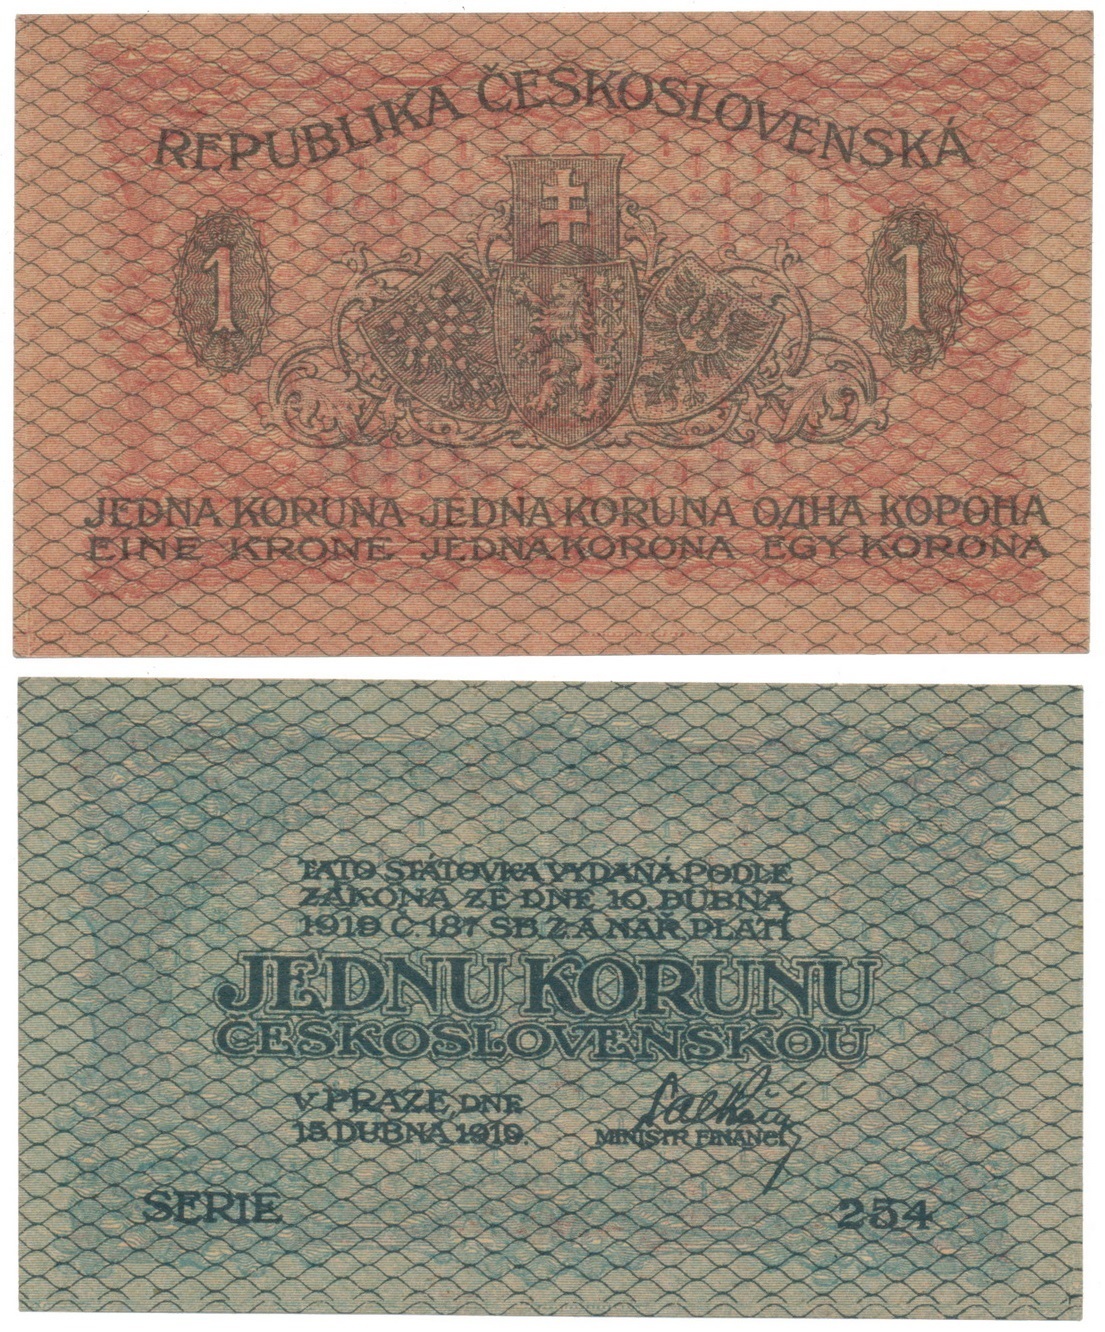 REPUBLIKA ČESKOSLOVENSKÁ
1 1
JEDNA KORUNA JEDNA KORUNA ОДНА КОРОНА
EINE KRONE JEDNA KORONA EGY KORONA
TATO STÁTOVKA VYDANÁ PODLE
ZÁKONA ZE DNE 10. DUBNA
1919 Č. 187 SB. Z. A NAŘ. PLATÍ
JEDNU KORUNU
ČESKOSLOVENSKOU
V PRAZE, DNE
15. DUBNA 1919.
MINISTR FINANCÍ
SERIE 254